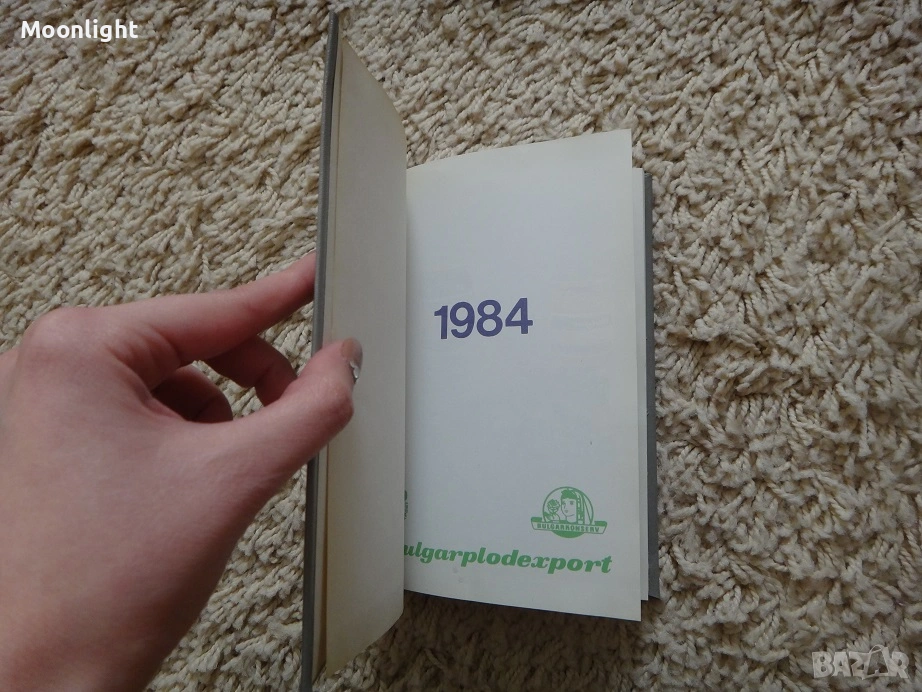 Moonlight
1984
BULGARKONSERV
ulgarplodexport
BAZAR